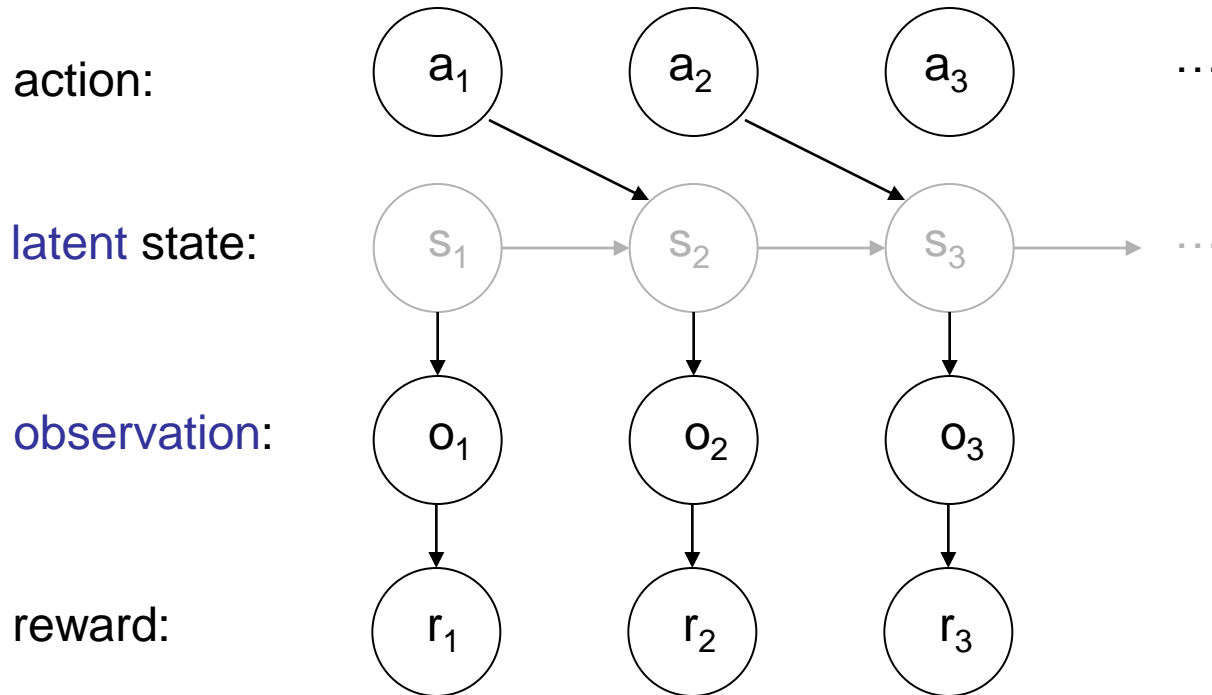 action: a₁ a₂ a₃ ...
latent state: s₁ s₂ s₃ ...
observation: o₁ o₂ o₃
reward: r₁ r₂ r₃